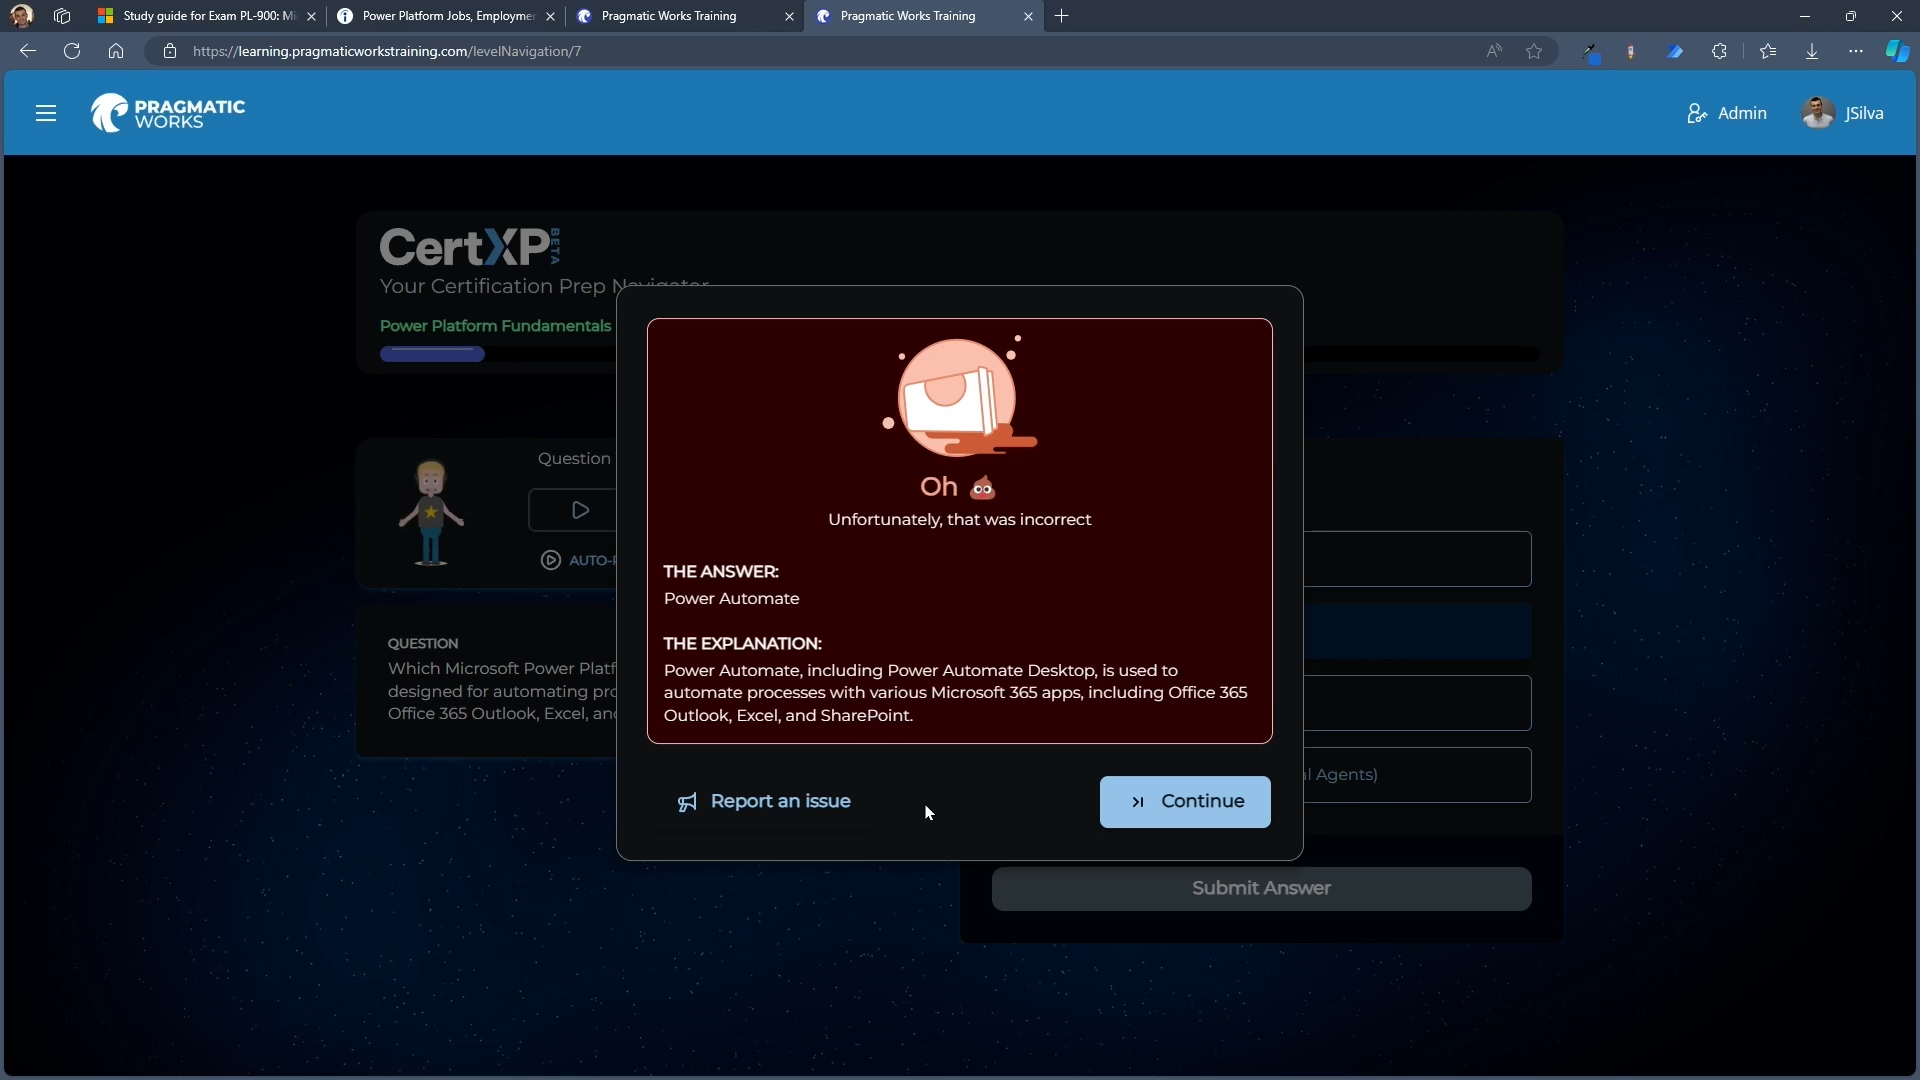 Study guide for Exam PL-900: Mi
Power Platform Jobs, Employmen
Pragmatic Works Training
Pragmatic Works Training
https://learning.pragmaticworkstraining.com/levelNavigation/7
PRAGMATIC
WORKS
Admin
JSilva
CertXP BETA
Your Certification Prep Navigator
Power Platform Fundamentals
Question
AUTO-
Oh 💩
Unfortunately, that was incorrect
THE ANSWER:
Power Automate
THE EXPLANATION:
Power Automate, including Power Automate Desktop, is used to
automate processes with various Microsoft 365 apps, including Office 365
Outlook, Excel, and SharePoint.
QUESTION
Which Microsoft Power Platf
designed for automating pro
Office 365 Outlook, Excel, an
Agents)
Report an issue
Continue
Submit Answer